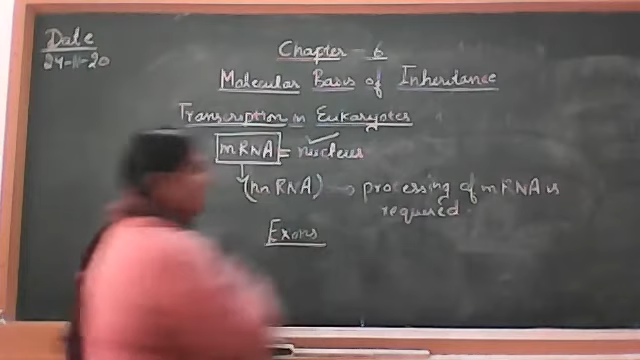 Date
24-11-20
Chapter - 6
Molecular Basis of Inheritance
Transcription in Eukaryotes
mRNA = nucleus
(hnRNA) → processing of mRNA is
required.
Exons